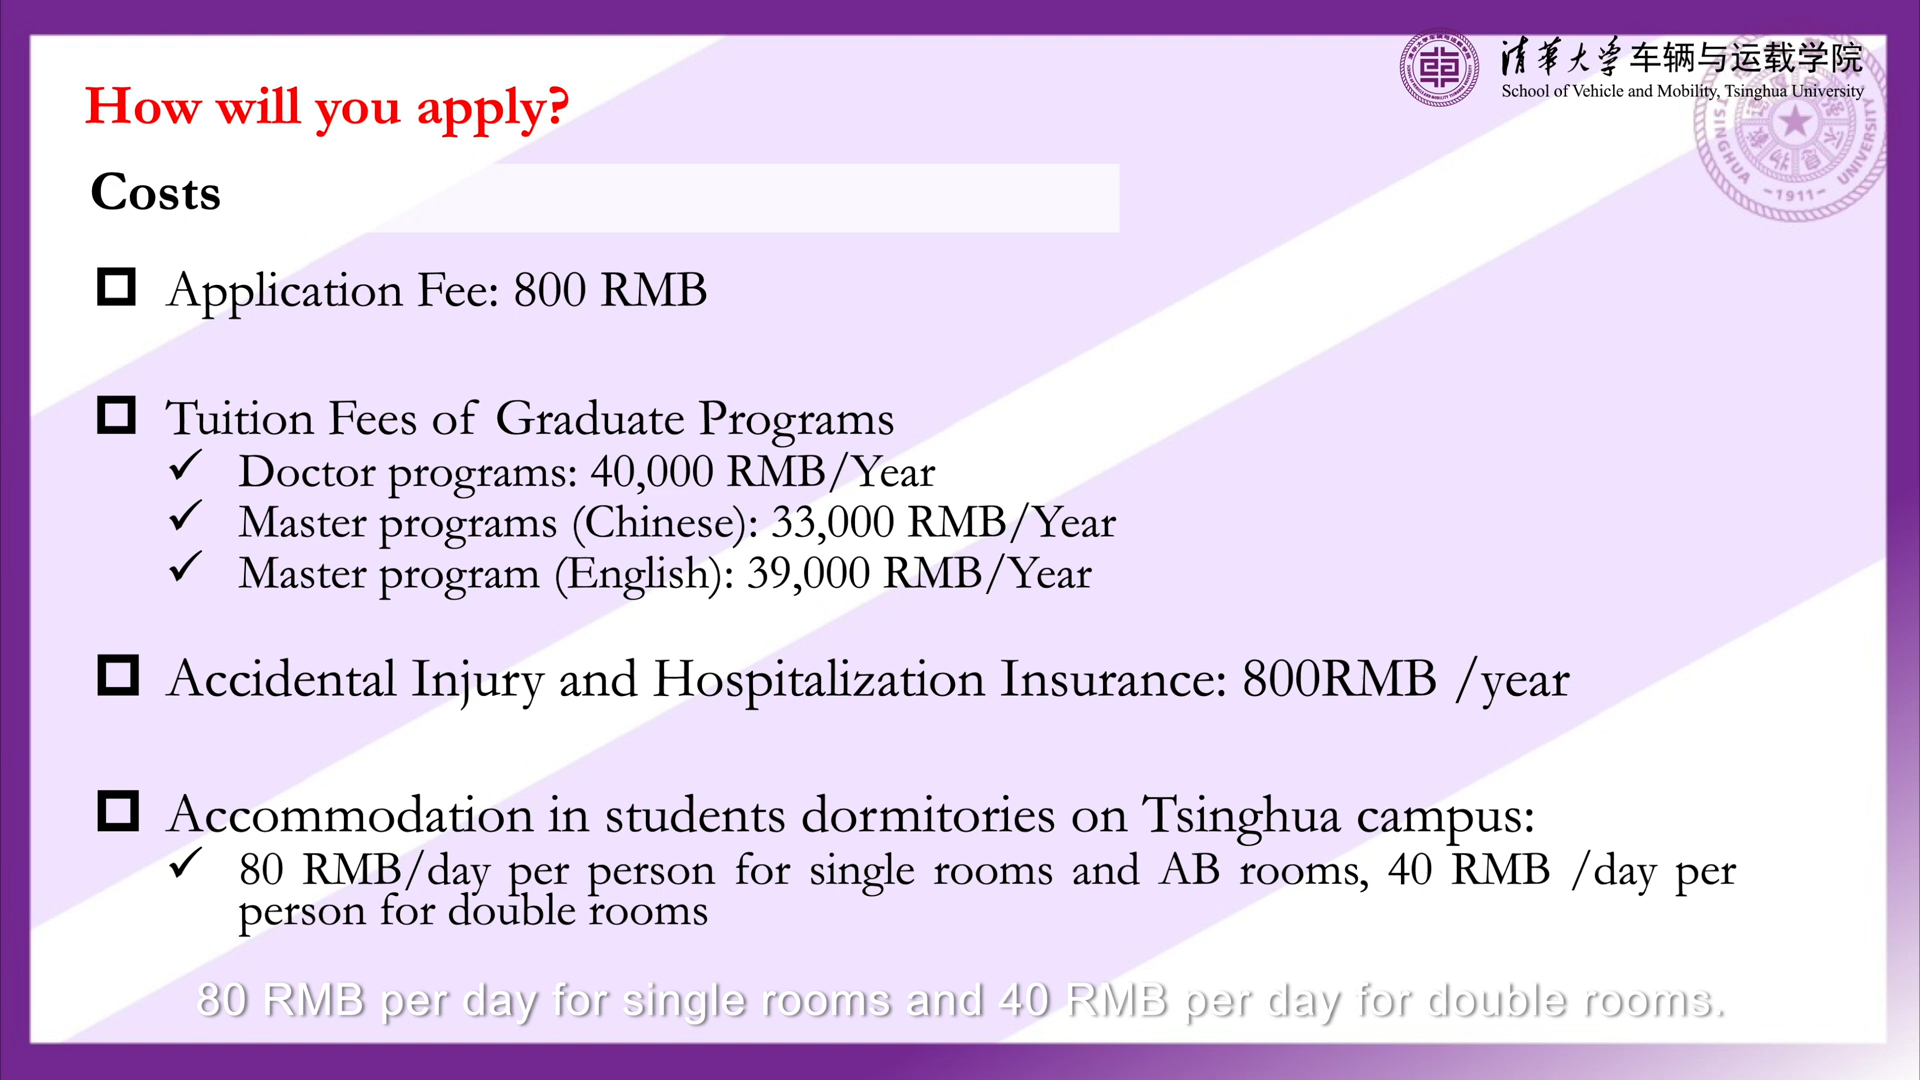 清华大学车辆与运载学院
School of Vehicle and Mobility, Tsinghua University
TSINGHUA UNIVERSITY
-1911-
How will you apply?
Costs
Application Fee: 800 RMB
Tuition Fees of Graduate Programs
✓ Doctor programs: 40,000 RMB/Year
✓ Master programs (Chinese): 33,000 RMB/Year
✓ Master program (English): 39,000 RMB/Year
Accidental Injury and Hospitalization Insurance: 800RMB /year
Accommodation in students dormitories on Tsinghua campus:
✓ 80 RMB/day per person for single rooms and AB rooms, 40 RMB /day per
person for double rooms
80 RMB per day for single rooms and 40 RMB per day for double rooms.